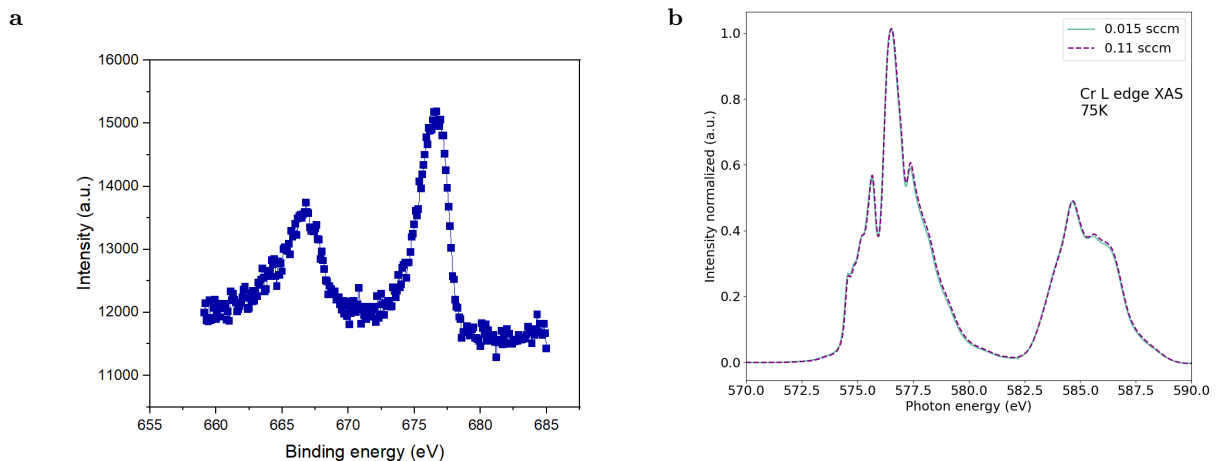 a
16000
15000
14000
13000
12000
11000
Intensity (a.u.)
655 660 665 670 675 680 685
Binding energy (eV)
b
1.0
0.8
0.6
0.4
0.2
0.0
Intensity normalized (a.u.)
0.015 sccm
0.11 sccm
Cr L edge XAS
75K
570.0 572.5 575.0 577.5 580.0 582.5 585.0 587.5 590.0
Photon energy (eV)